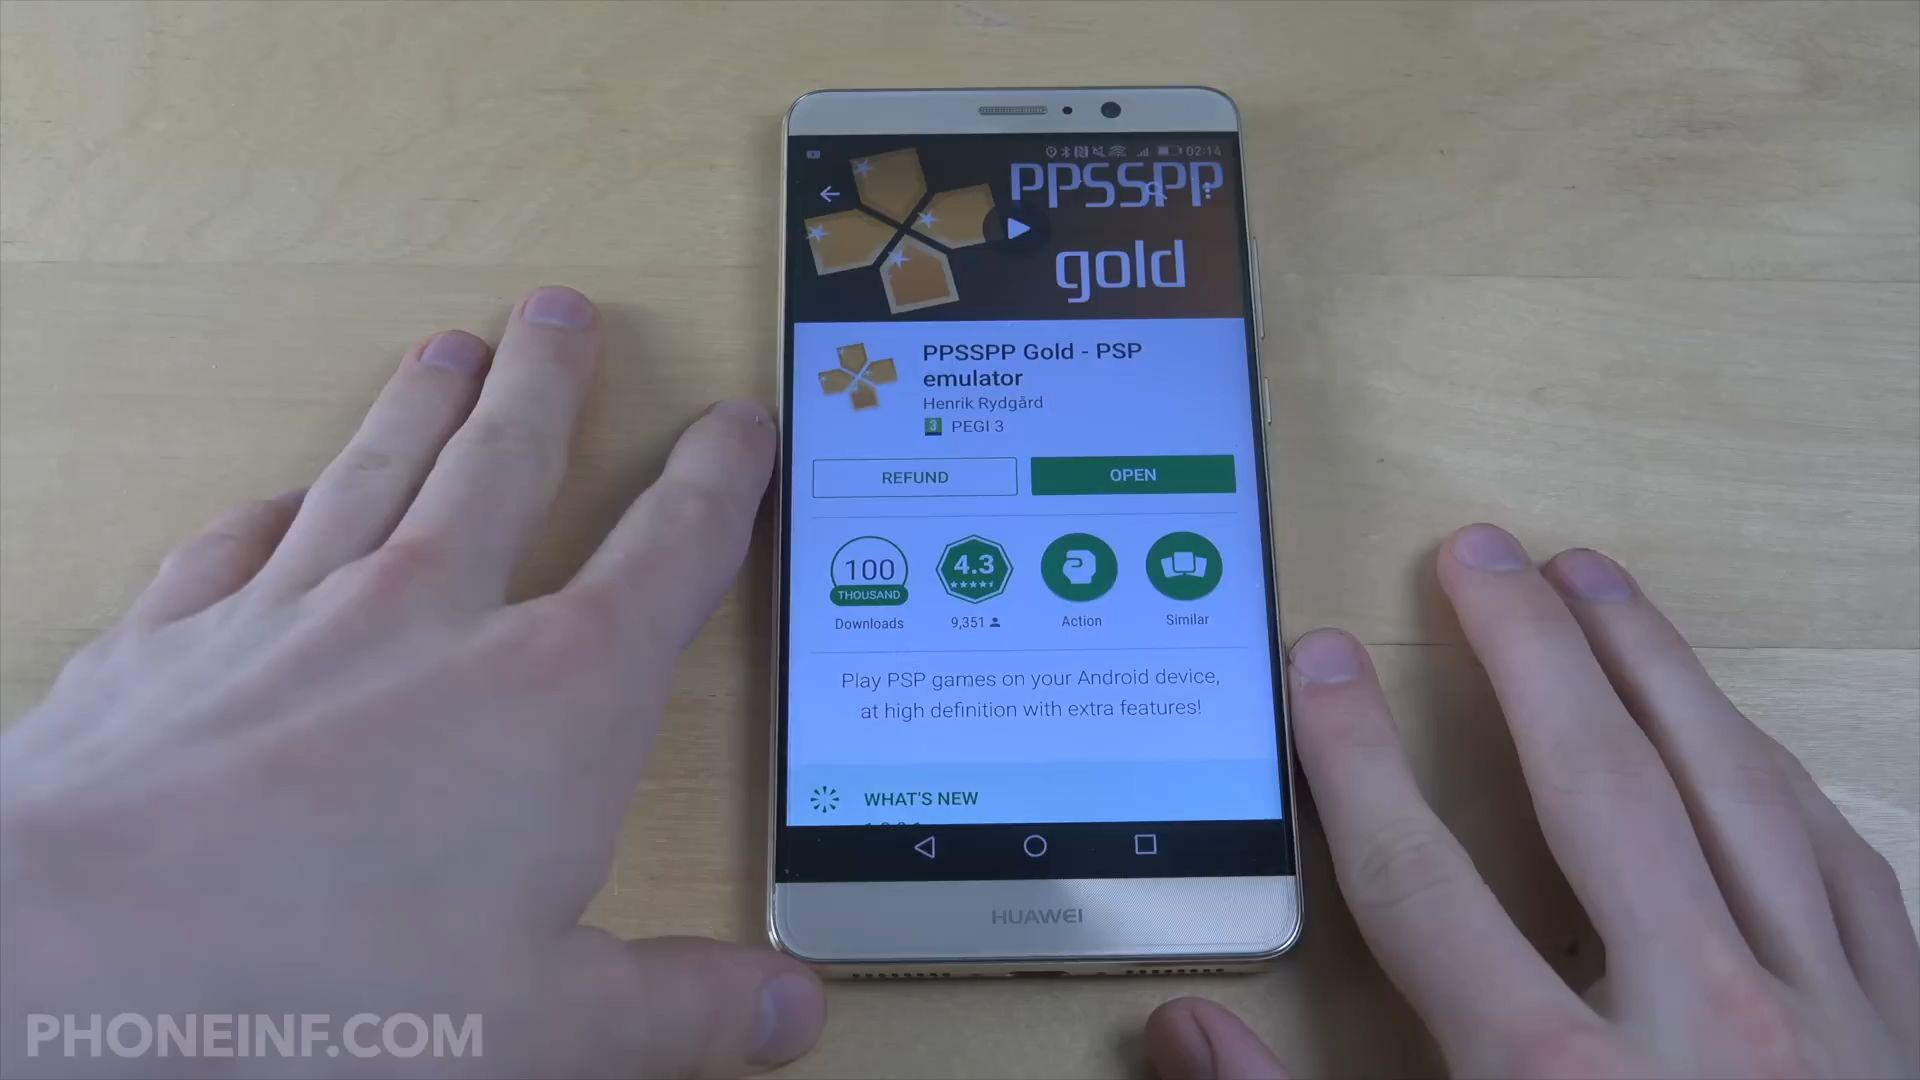 02:14
PPSSPP
gold
PPSSPP Gold - PSP
emulator
Henrik Rydgård
3 PEGI 3
REFUND
OPEN
100
THOUSAND
Downloads
4.3
9,351
Action
Similar
Play PSP games on your Android device,
at high definition with extra features!
WHAT'S NEW
HUAWEI
PHONEINF.COM